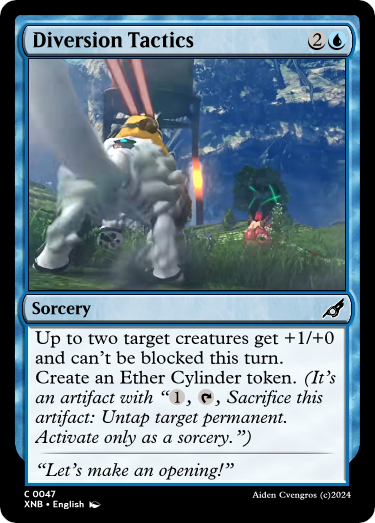 Diversion Tactics 2
Sorcery
Up to two target creatures get +1/+0
and can't be blocked this turn.
Create an Ether Cylinder token. (It's
an artifact with “1, , Sacrifice this
artifact: Untap target permanent.
Activate only as a sorcery.”)
“Let's make an opening!”
C 0047
XNB • English
Aiden Cvengros (c)2024